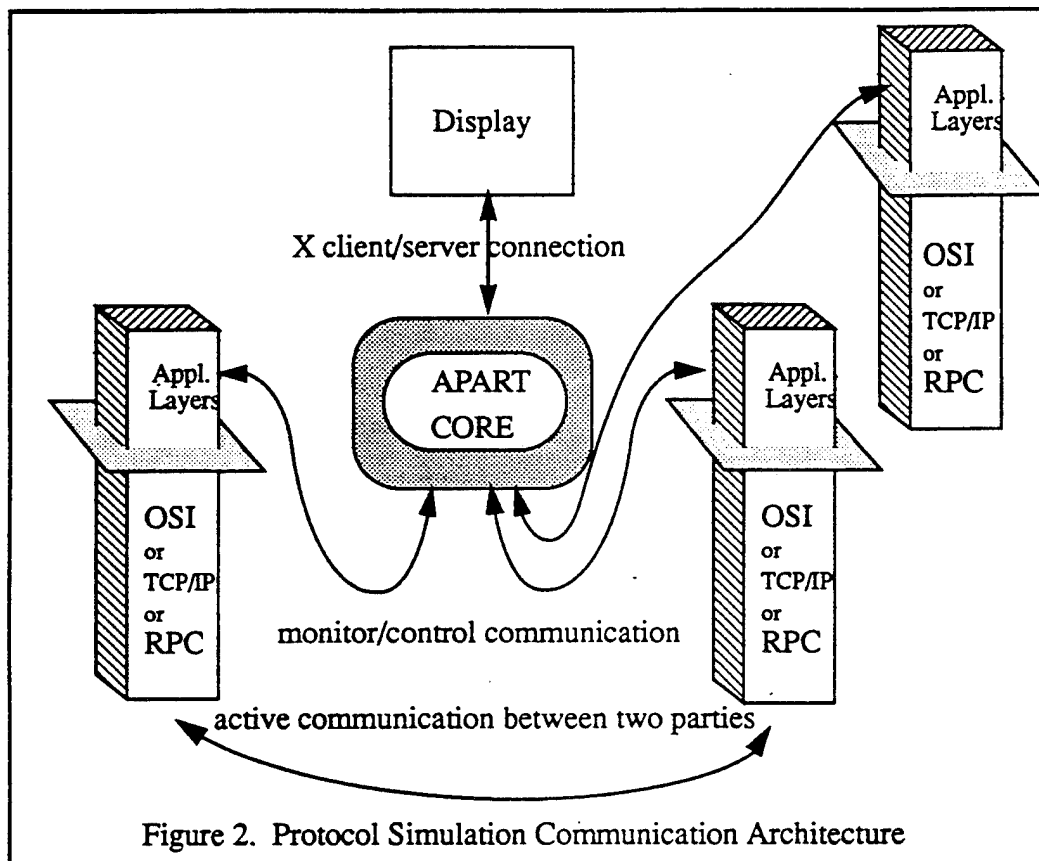 Display
X client/server connection
APART
CORE
Appl.
Layers
OSI
or
TCP/IP
or
RPC
Appl.
Layers
OSI
or
TCP/IP
or
RPC
Appl.
Layers
OSI
or
TCP/IP
or
RPC
monitor/control communication
active communication between two parties
Figure 2. Protocol Simulation Communication Architecture